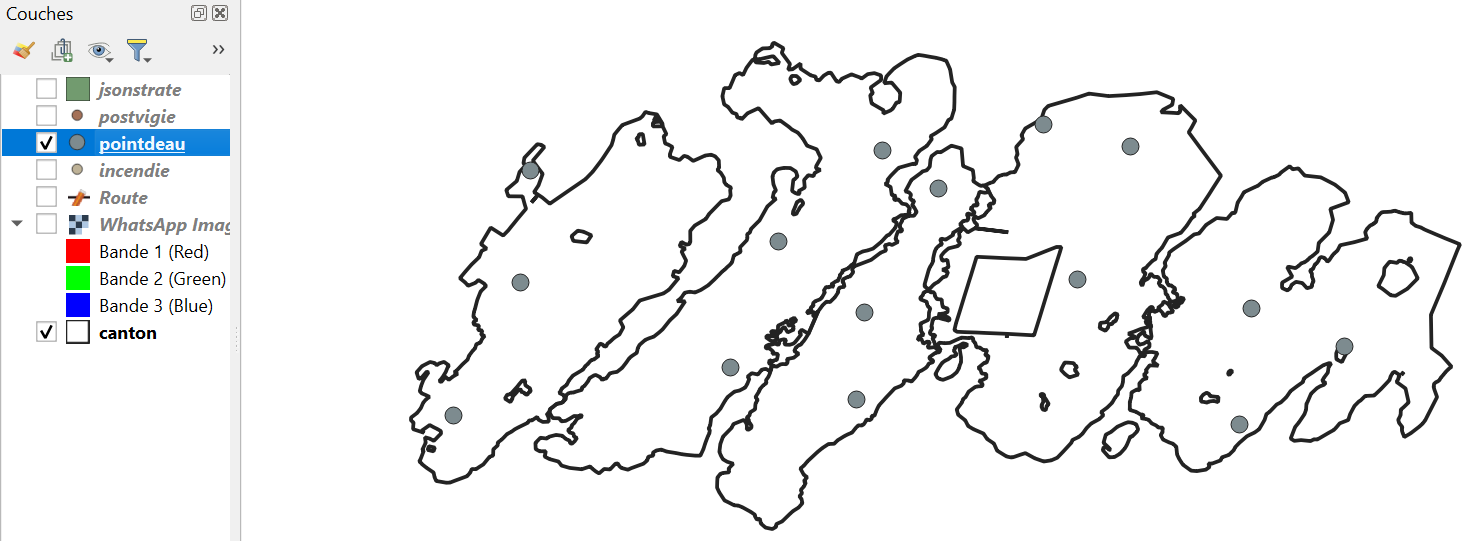 Couches
»
jsonstrate
postvigie
pointdeau
incendie
Route
WhatsApp Imag
Bande 1 (Red)
Bande 2 (Green)
Bande 3 (Blue)
canton